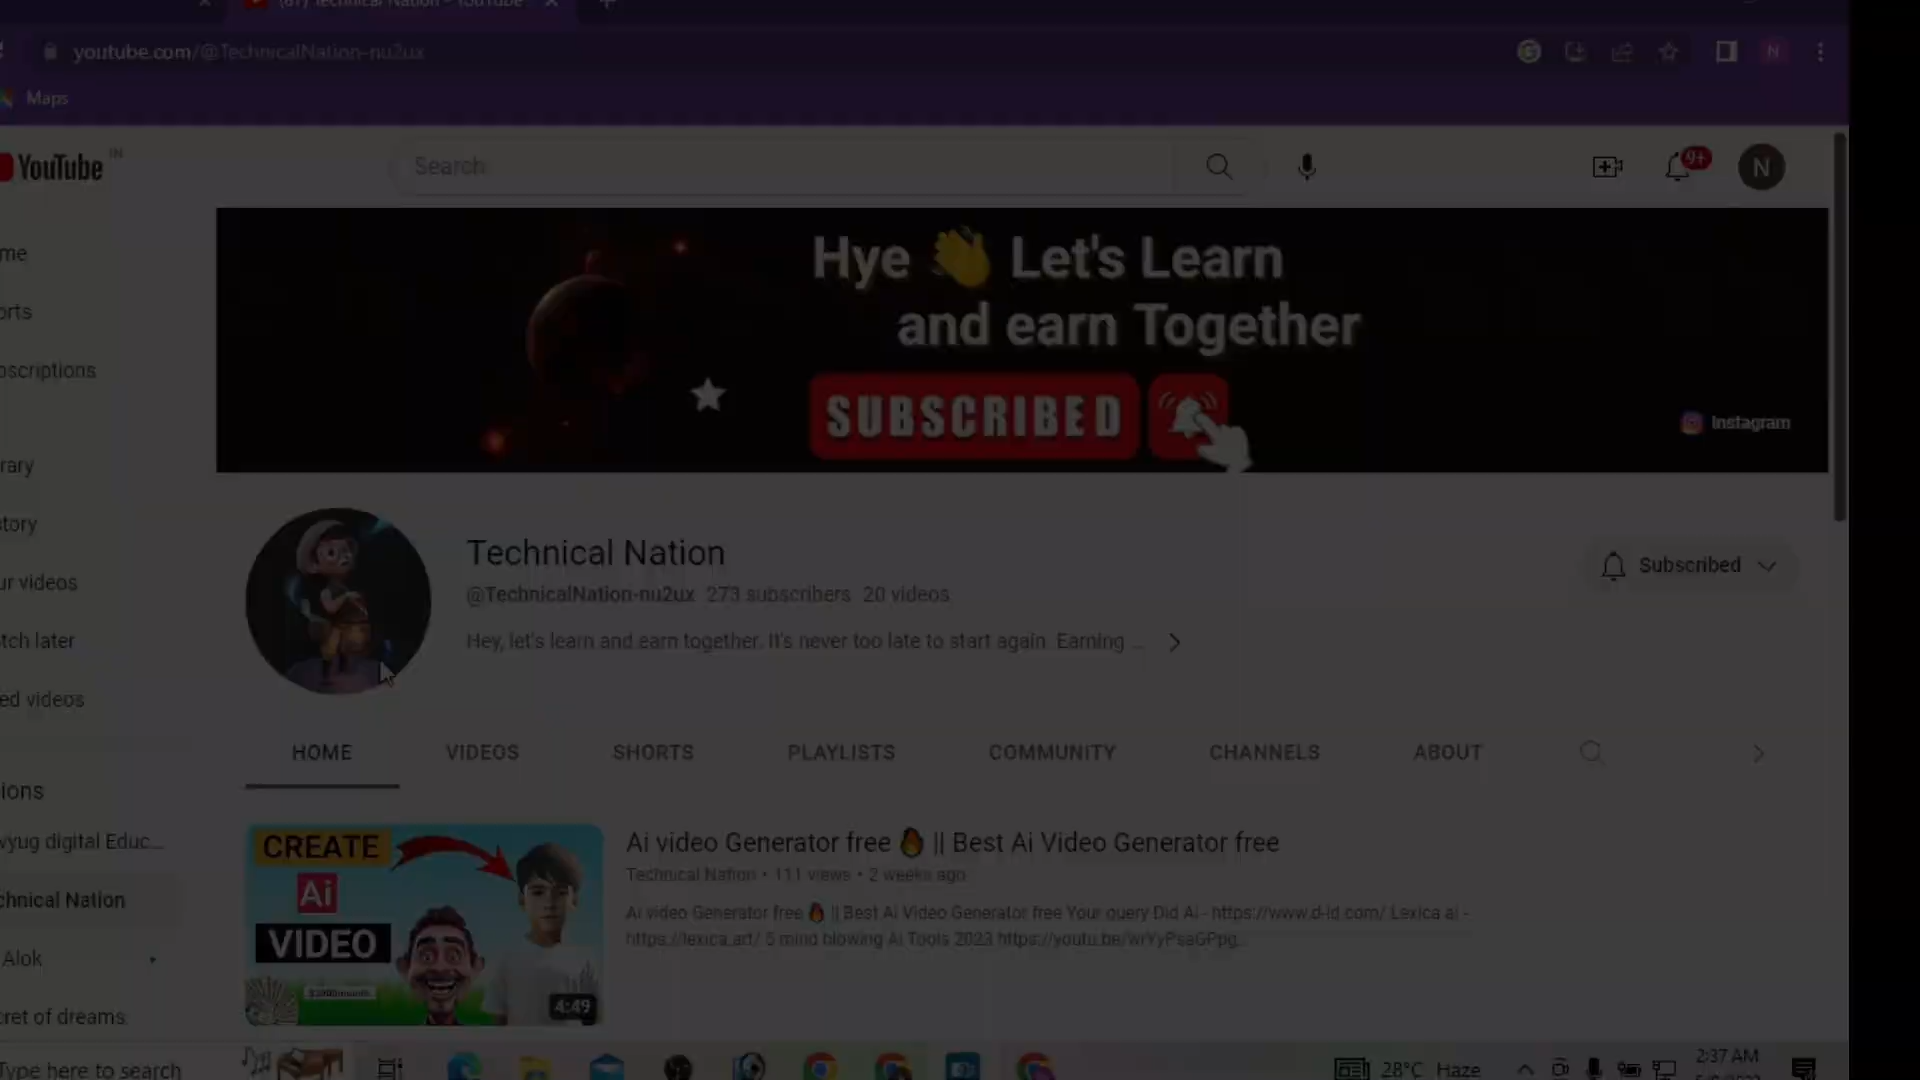 Technical Nation - YouTube
youtube.com/@TechnicalNation-nu2ux
N
Maps
YouTube IN
Search
9+
N
Hye 👋 Let's Learn
and earn Together
SUBSCRIBED
Instagram
me
orts
bscriptions
rary
story
ur videos
tch later
ed videos
ions
vyug digital Educ...
chnical Nation
Alok
cret of dreams
Technical Nation
@TechnicalNation-nu2ux 273 subscribers 20 videos
Hey, let's learn and earn together. It's never too late to start again. Earning ...
Subscribed
HOME VIDEOS SHORTS PLAYLISTS COMMUNITY CHANNELS ABOUT
CREATE
Ai
VIDEO
4:49
Ai video Generator free 🔥 || Best Ai Video Generator free
Technical Nation • 111 views • 2 weeks ago
Ai video Generator free 🔥 || Best Ai Video Generator free Your query Did Ai - https://www.d-id.com/ Lexica ai -
https://lexica.art/ 5 mind blowing Ai Tools 2023 https://youtu.be/wrYyPsaGPpg...
Type here to search
28°C Haze
2:37 AM